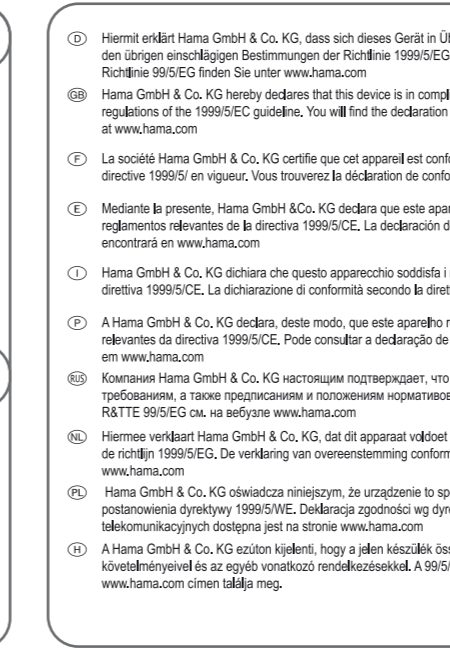 D Hiermit erklärt Hama GmbH & Co. KG, dass sich dieses Gerät in
den übrigen einschlägigen Bestimmungen der Richtlinie 1999/5/EG
Richtlinie 99/5/EG finden Sie unter www.hama.com
GB Hama GmbH & Co. KG hereby declares that this device is in
regulations of the 1999/5/EC guideline. You will find the declaration
at www.hama.com
F La société Hama GmbH & Co. KG certifie que cet appareil est
directive 1999/5/ en vigueur. Vous trouverez la déclaration de
E Mediante la presente, Hama GmbH &Co. KG declara que este
reglamentos relevantes de la directiva 1999/5/CE. La declaración
encontrará en www.hama.com
I Hama GmbH & Co. KG dichiara che questo apparecchio soddisfa i
direttiva 1999/5/CE. La dichiarazione di conformità secondo la
P A Hama GmbH & Co. KG declara, deste modo, que este aparelho
relevantes da directiva 1999/5/CE. Pode consultar a declaração de
em www.hama.com
RUS Компания Hama GmbH & Co. KG настоящим подтверждает, что
требованиям, а также предписаниям и положениям
R&TTE 99/5/EG см. на вебузле www.hama.com
NL Hiermee verklaart Hama GmbH & Co. KG, dat dit apparaat voldoet
de richtlijn 1999/5/EG. De verklaring van overeenstemming
www.hama.com
PL Hama GmbH & Co. KG oświadcza niniejszym, że urządzenie to
postanowienia dyrektywy 1999/5/WE. Deklaracja zgodności wg
telekomunikacyjnych dostępna jest na stronie www.hama.com
H A Hama GmbH & Co. KG ezúton kijelenti, hogy a jelen készülék
követelményeivel és az egyéb vonatkozó rendelkezésekkel. A 99/5/
www.hama.com címen találja meg.